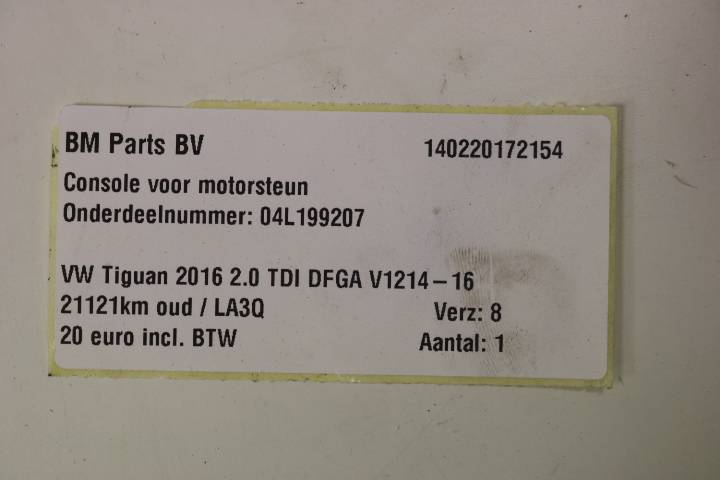 BM Parts BV 140220172154
Console voor motorsteun
Onderdeelnummer: 04L199207
VW Tiguan 2016 2.0 TDI DFGA V1214-16
21121km oud / LA3Q Verz: 8
20 euro incl. BTW Aantal: 1